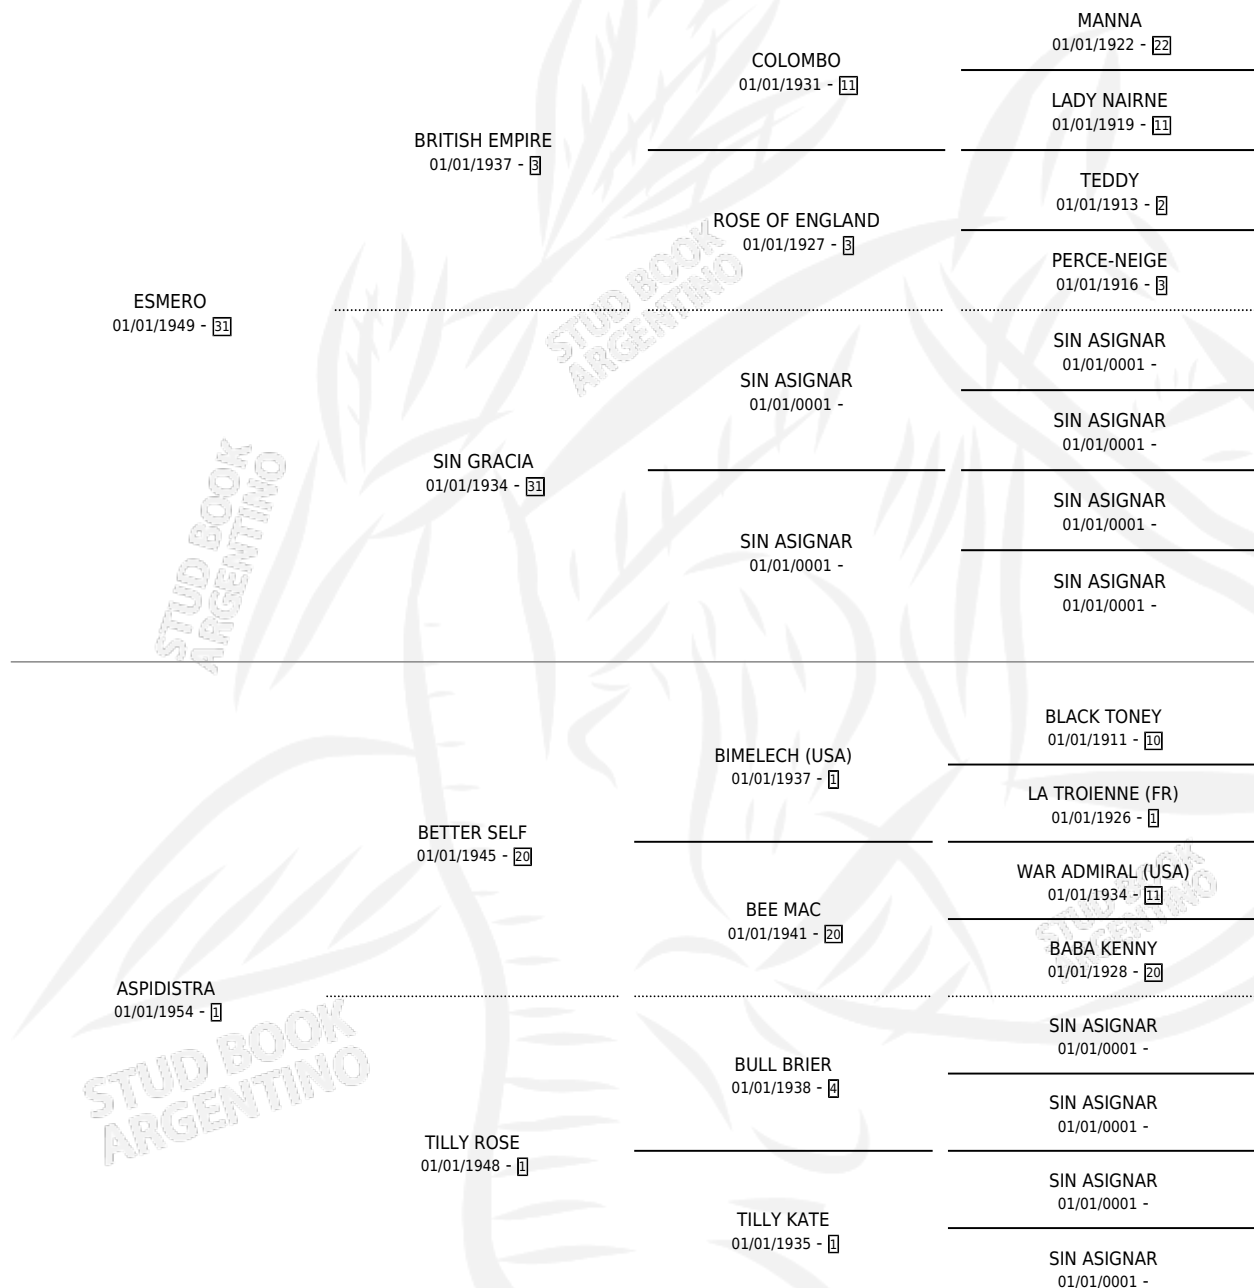 MANNA
01/01/1922 - 22
COLOMBO
01/01/1931 - 11
LADY NAIRNE
01/01/1919 - 11
BRITISH EMPIRE
01/01/1937 - 3
TEDDY
01/01/1913 - 2
ROSE OF ENGLAND
01/01/1927 - 3
PERCE-NEIGE
01/01/1916 - 3
ESMERO
01/01/1949 - 31
SIN ASIGNAR
01/01/0001 -
SIN ASIGNAR
01/01/0001 -
SIN ASIGNAR
01/01/0001 -
SIN GRACIA
01/01/1934 - 31
SIN ASIGNAR
01/01/0001 -
SIN ASIGNAR
01/01/0001 -
SIN ASIGNAR
01/01/0001 -
STUD BOOK
ARGENTINO
STUD BOOK
ARGENTINO
BLACK TONEY
01/01/1911 - 10
BIMELECH (USA)
01/01/1937 - 1
LA TROIENNE (FR)
01/01/1926 - 1
BETTER SELF
01/01/1945 - 20
WAR ADMIRAL (USA)
01/01/1934 - 11
BEE MAC
01/01/1941 - 20
BABA KENNY
01/01/1928 - 20
ASPIDISTRA
01/01/1954 - 1
SIN ASIGNAR
01/01/0001 -
BULL BRIER
01/01/1938 - 4
SIN ASIGNAR
01/01/0001 -
TILLY ROSE
01/01/1948 - 1
SIN ASIGNAR
01/01/0001 -
TILLY KATE
01/01/1935 - 1
SIN ASIGNAR
01/01/0001 -
STUD BOOK
ARGENTINO
STUD BOOK
ARGENTINO